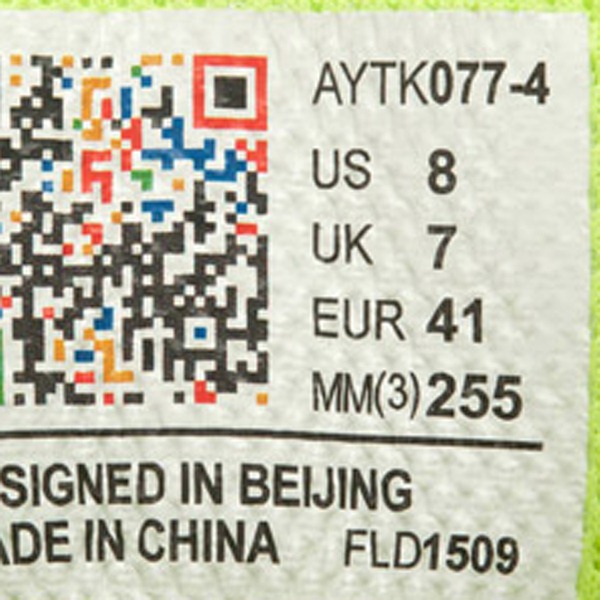 AYTK077-4
US 8
UK 7
EUR 41
MM(3) 255
SIGNED IN BEIJING
ADE IN CHINA FLD1509